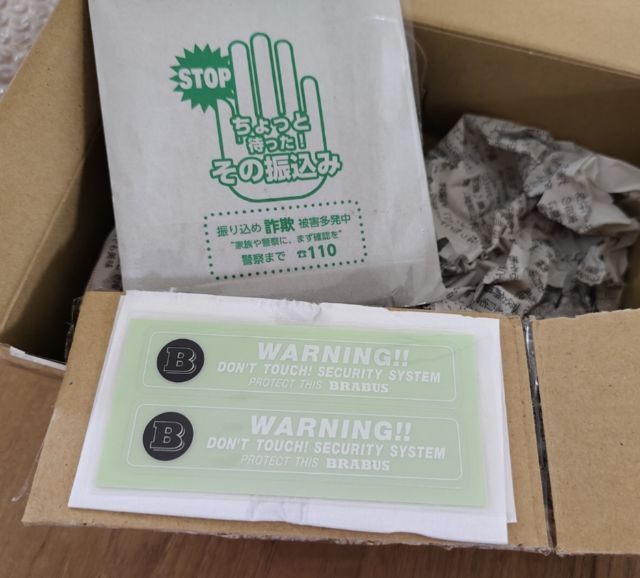 STOP
ちょっと
待った!
その振込み
振り込め 詐欺 被害多発中
"家族や警察に、まず確認を"
警察まで ☎110
B
WARNING!!
DON'T TOUCH! SECURITY SYSTEM
PROTECT THIS BRABUS
B
WARNING!!
DON'T TOUCH! SECURITY SYSTEM
PROTECT THIS BRABUS